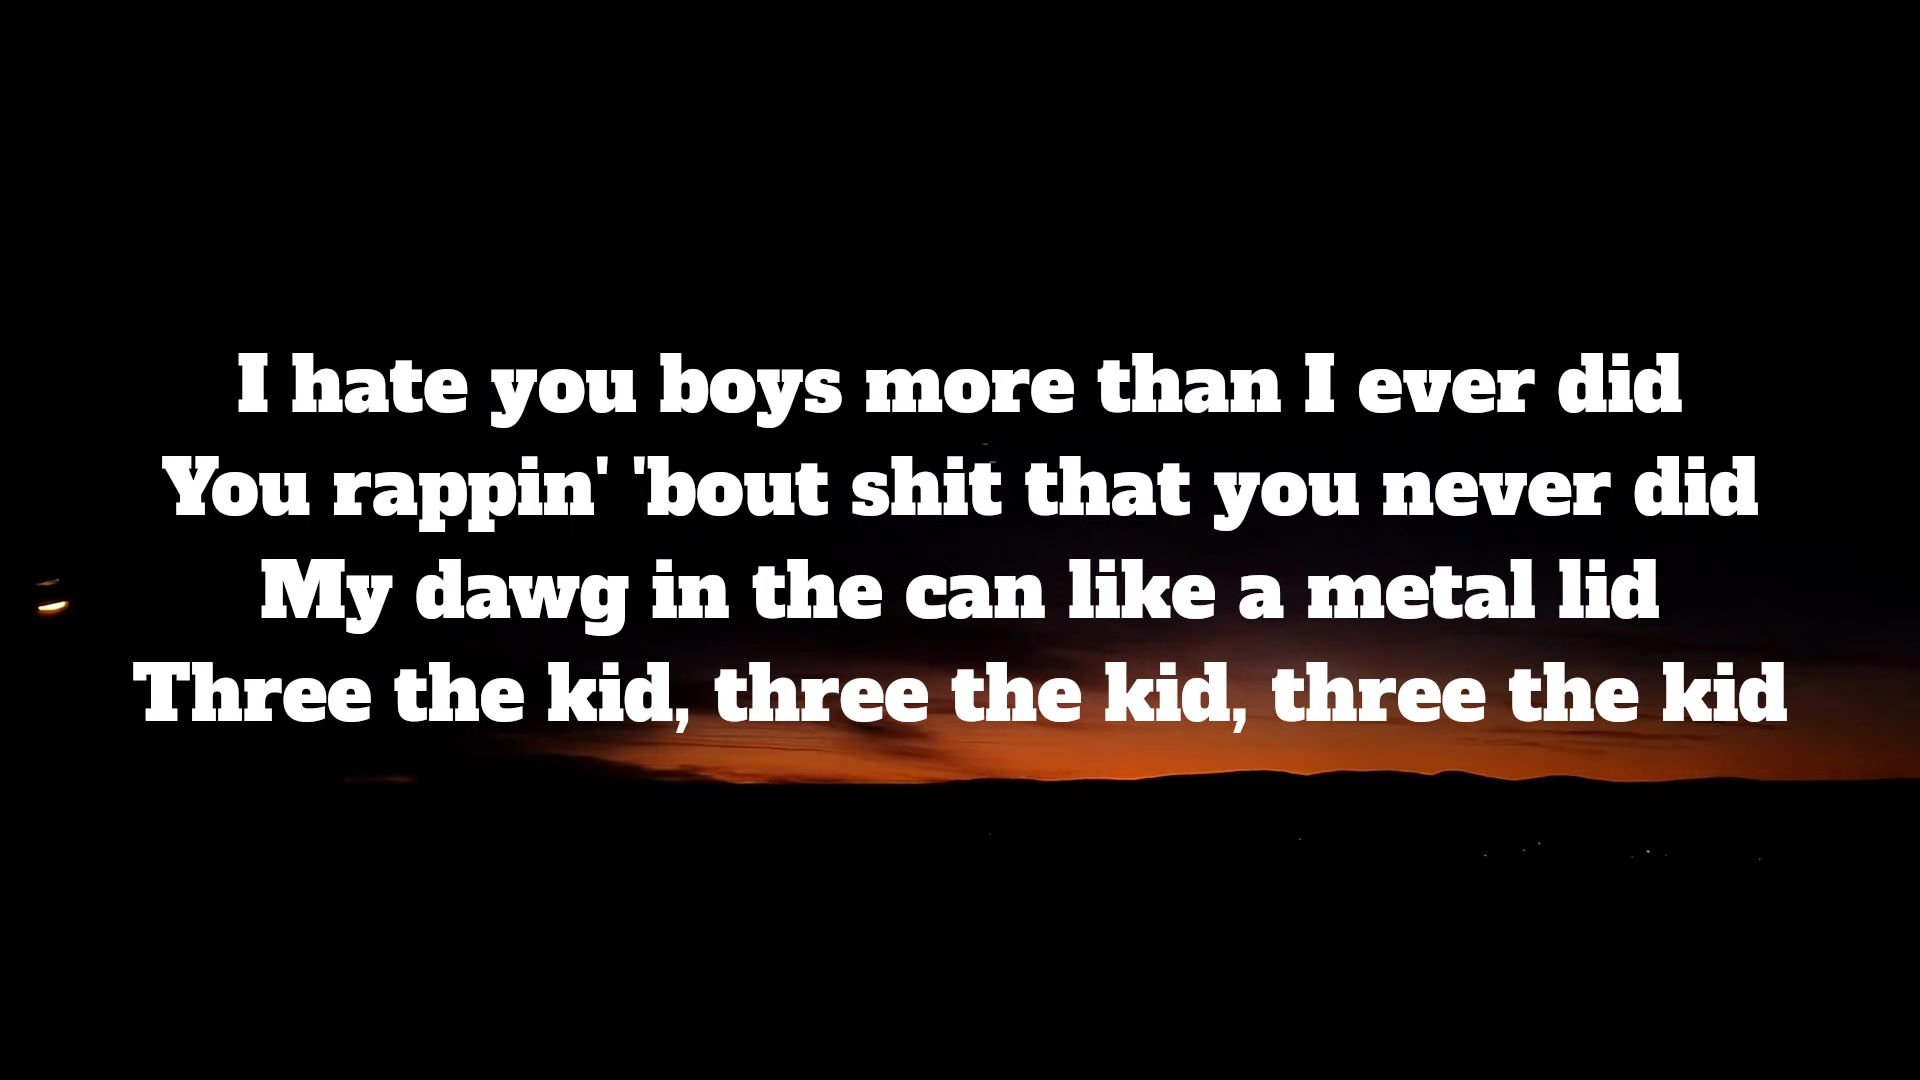 I hate you boys more than I ever did
You rappin' 'bout shit that you never did
My dawg in the can like a metal lid
Three the kid, three the kid, three the kid